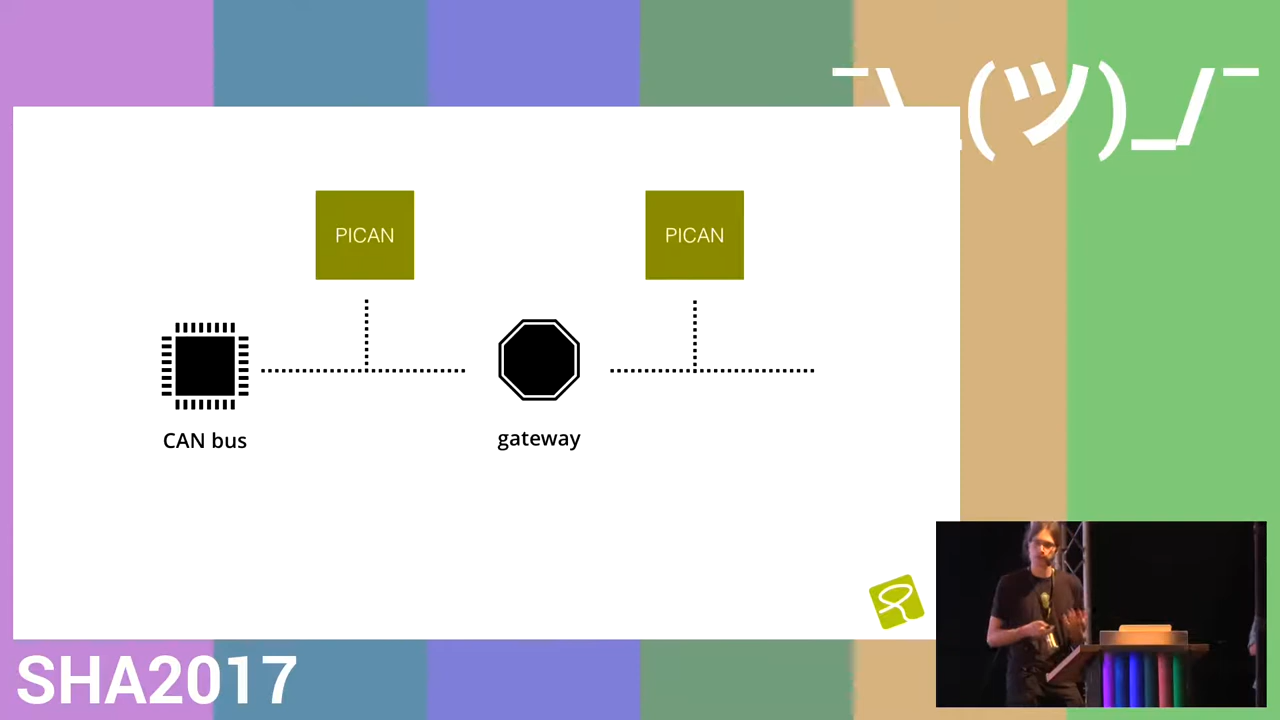 ¯\_(ツ)_/¯
PICAN
PICAN
CAN bus
gateway
SHA2017